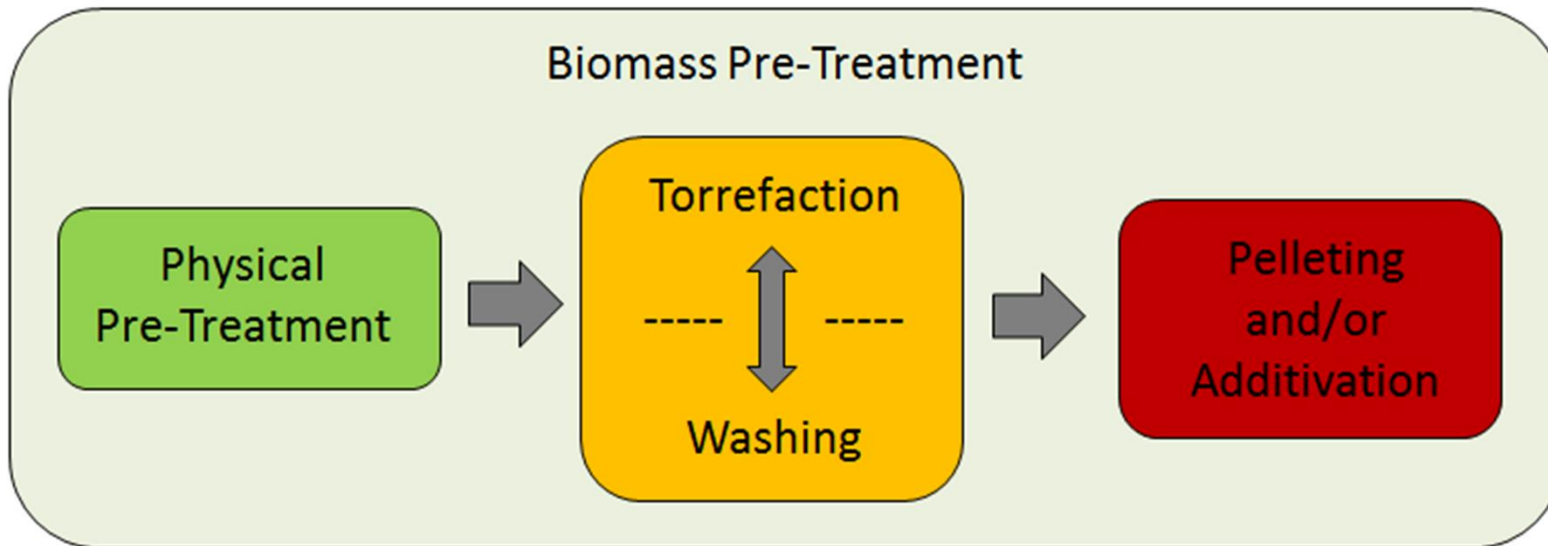 Biomass Pre-Treatment
Physical
Pre-Treatment
Torrefaction
----- -----
Washing
Pelleting
and/or
Additivation